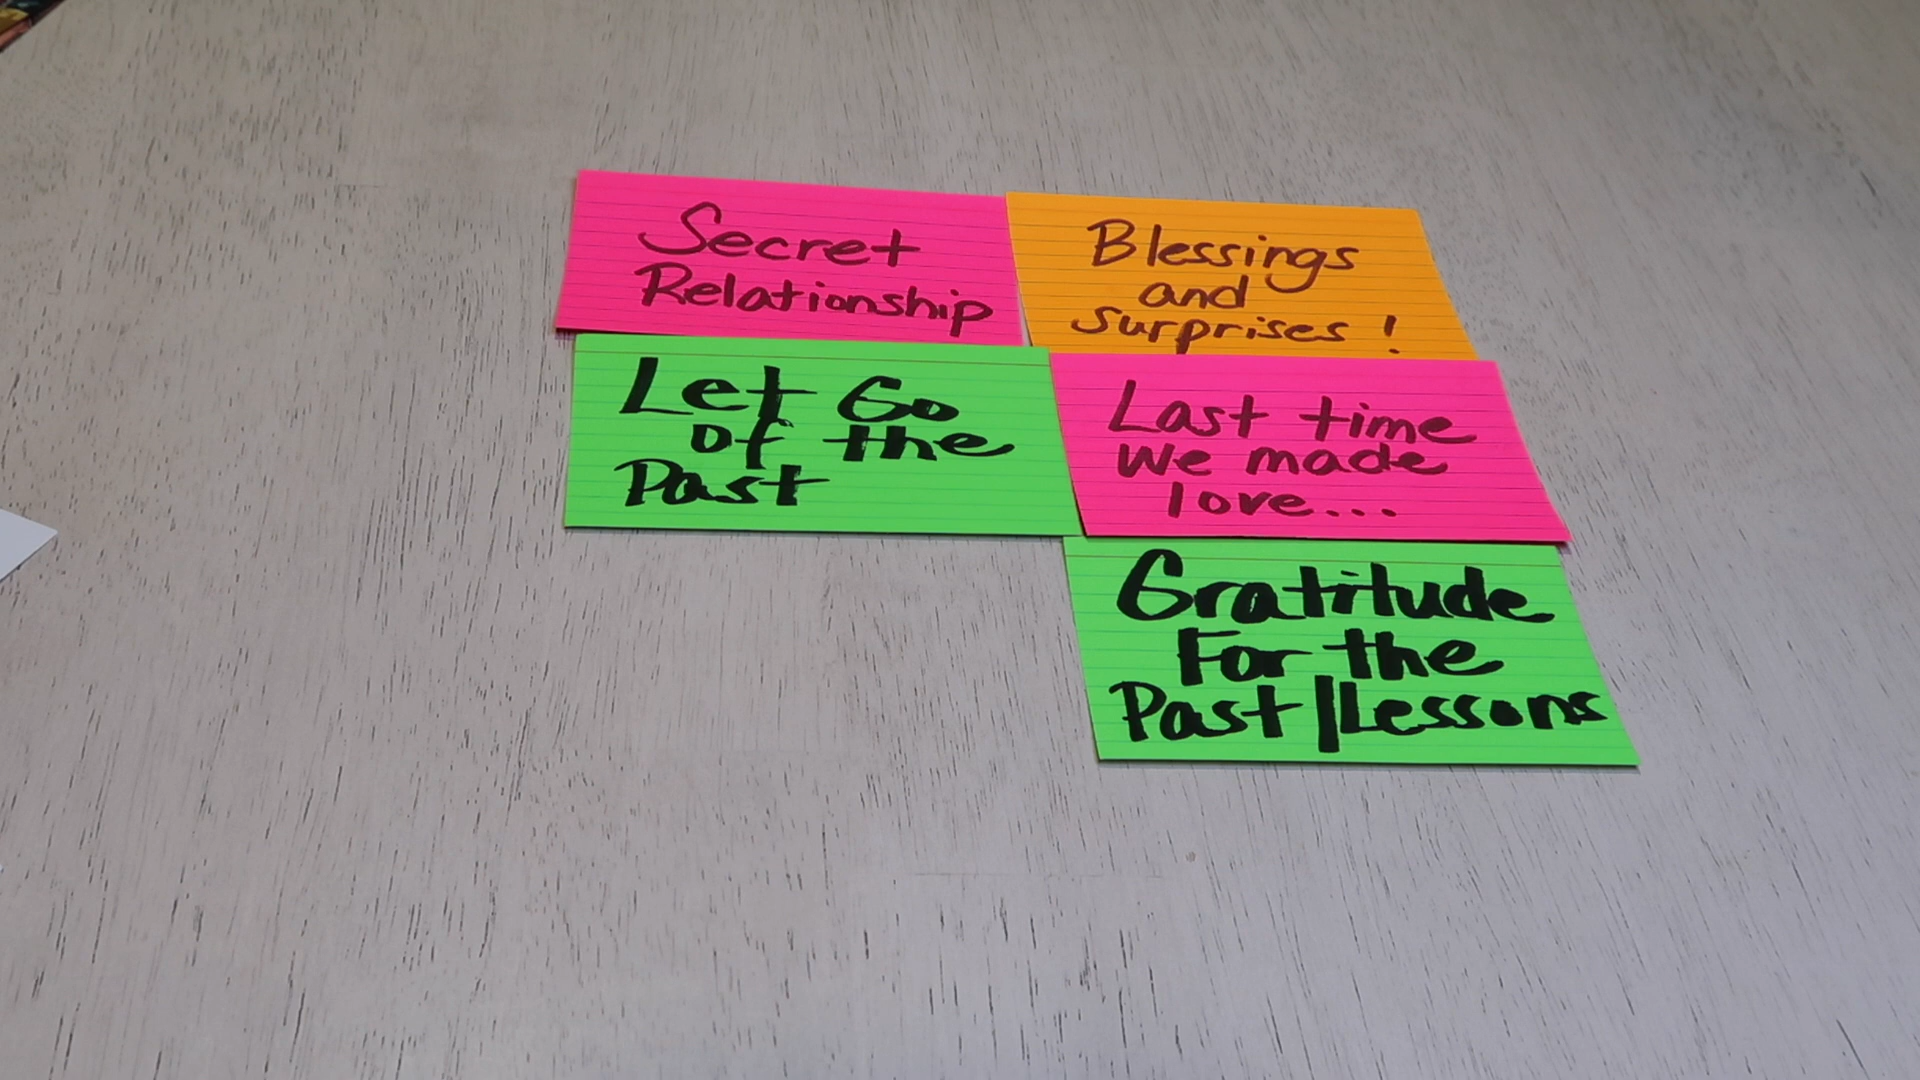 Secret
Relationship
Blessings
and
surprises!
Let Go
of the
Past
Last time
we made
love...
Gratitude
For the
Past/Lessons